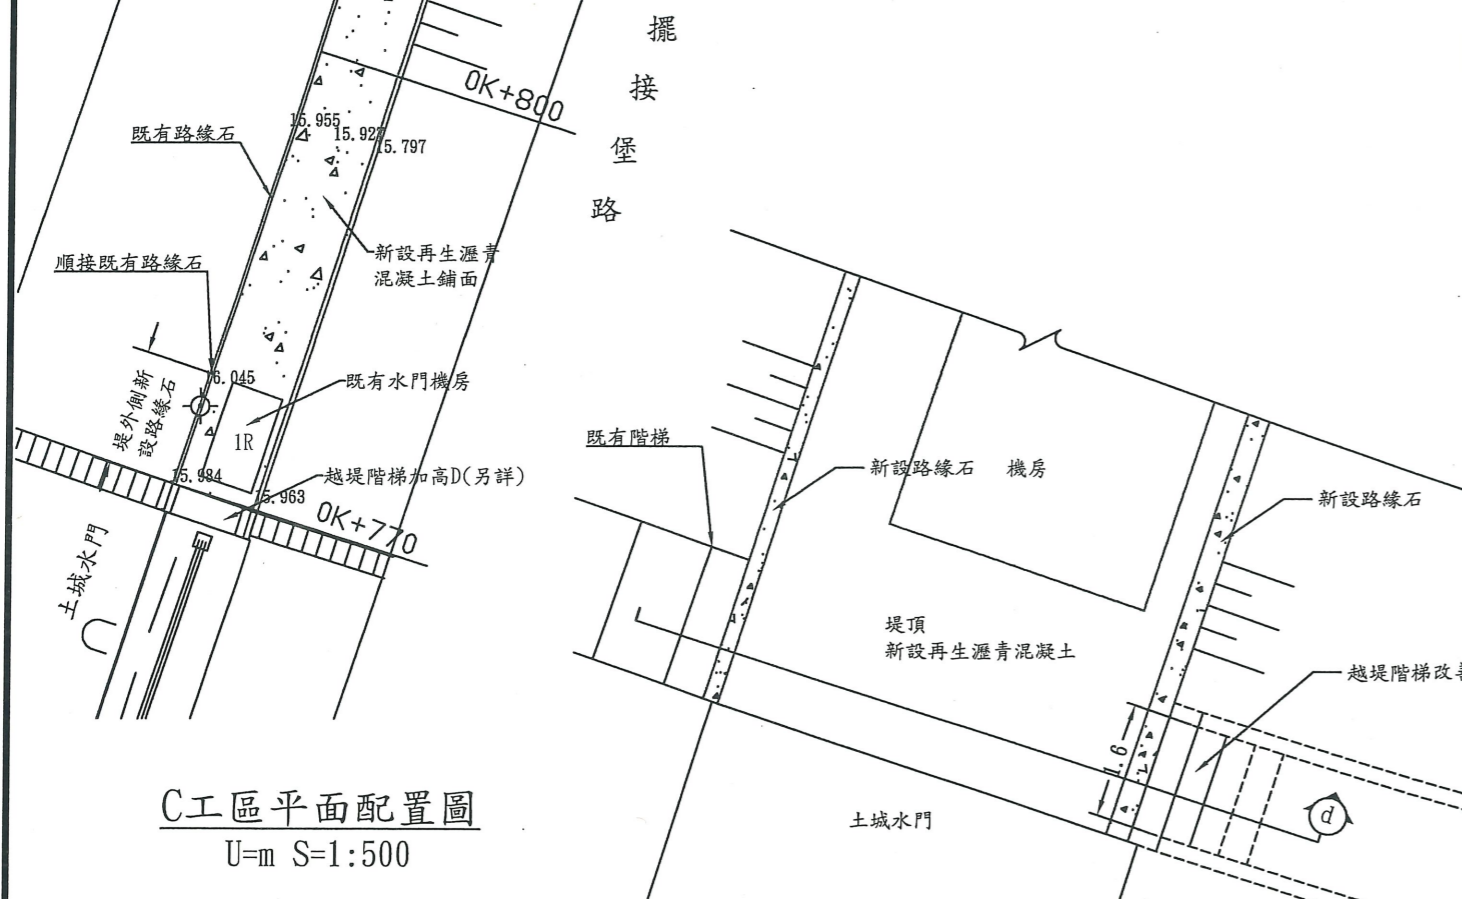 擺接堡路
0K+800
15.955
15.927
15.797
既有路緣石
新設再生瀝青
混凝土鋪面
順接既有路緣石
6.045
既有水門機房
堤外側新
設路緣石
1R
15.984
越堤階梯加高D(另詳)
15.963
0K+770
土城水門
C工區平面配置圖
U=m S=1:500
既有階梯
新設路緣石
機房
新設路緣石
堤頂
新設再生瀝青混凝土
越堤階梯改善
1.6
土城水門
d